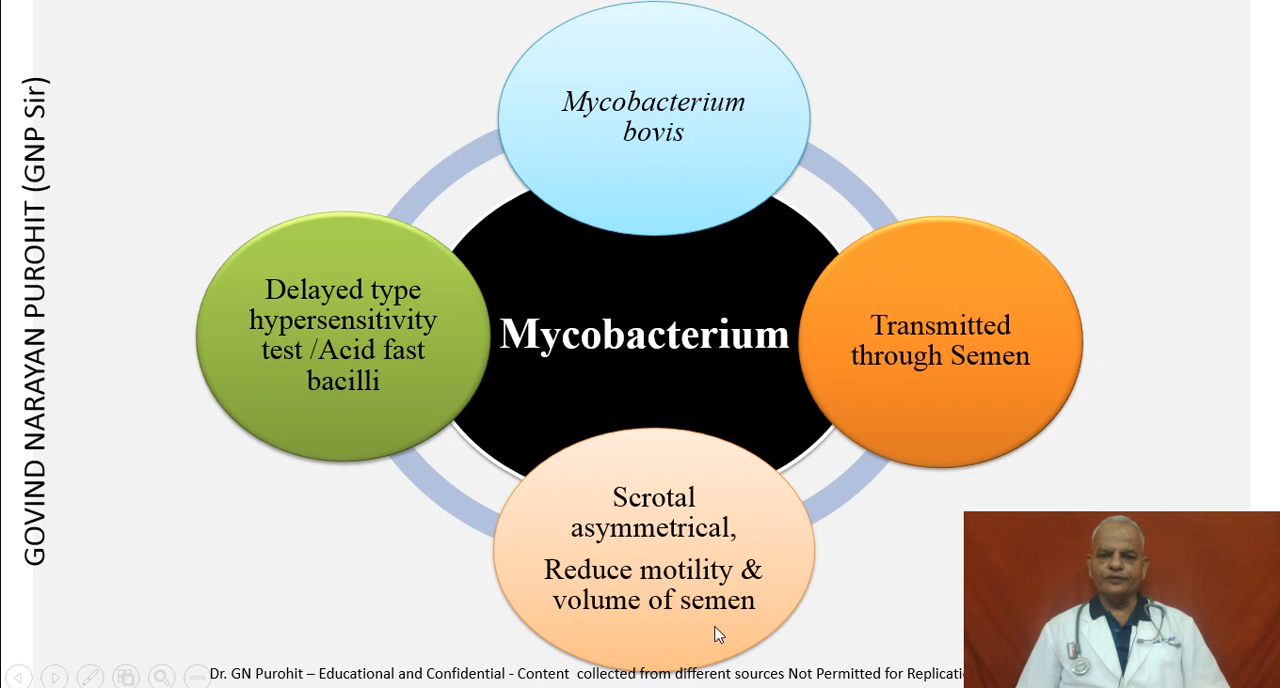 GOVIND NARAYAN PUROHIT (GNP Sir)
Mycobacterium
bovis
Delayed type
hypersensitivity
test /Acid fast
bacilli
Mycobacterium
Transmitted
through Semen
Scrotal
asymmetrical,
Reduce motility &
volume of semen
Dr. GN Purohit – Educational and Confidential - Content collected from different sources Not Permitted for